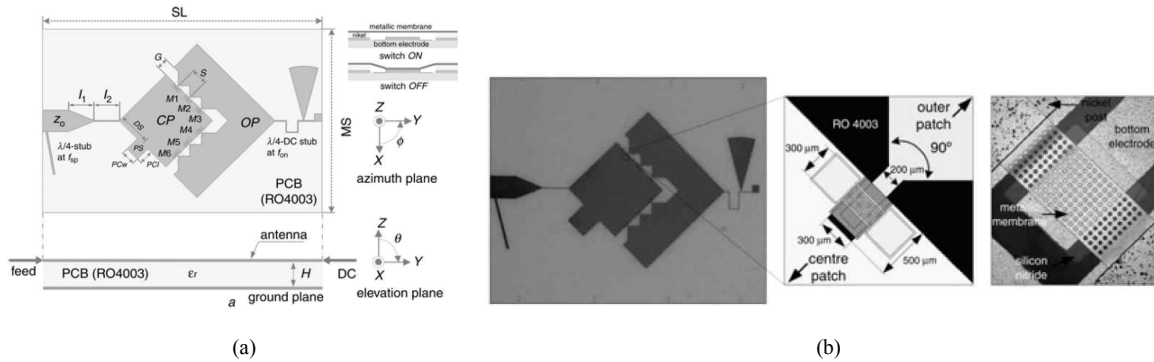 SL
metallic membrane
nikel
bottom electrode
switch ON
switch OFF
G
S
l1 l2
M1
M2
M3
M4
M5
M6
CP
OP
DS
PS
PCw
PCl
Zo
λ/4-stub
at fsp
λ/4-DC stub
at fon
MS
PCB
(RO4003)
Z
Y
X
ϕ
azimuth plane
antenna
feed
PCB (RO4003)
εr
H
DC
ground plane
a
Z
θ
Y
X
elevation plane
(a)
RO 4003
outer
patch
90°
300 μm
200 μm
300 μm
500 μm
centre
patch
nickel
post
bottom
electrode
metallic
membrane
silicon
nitride
(b)